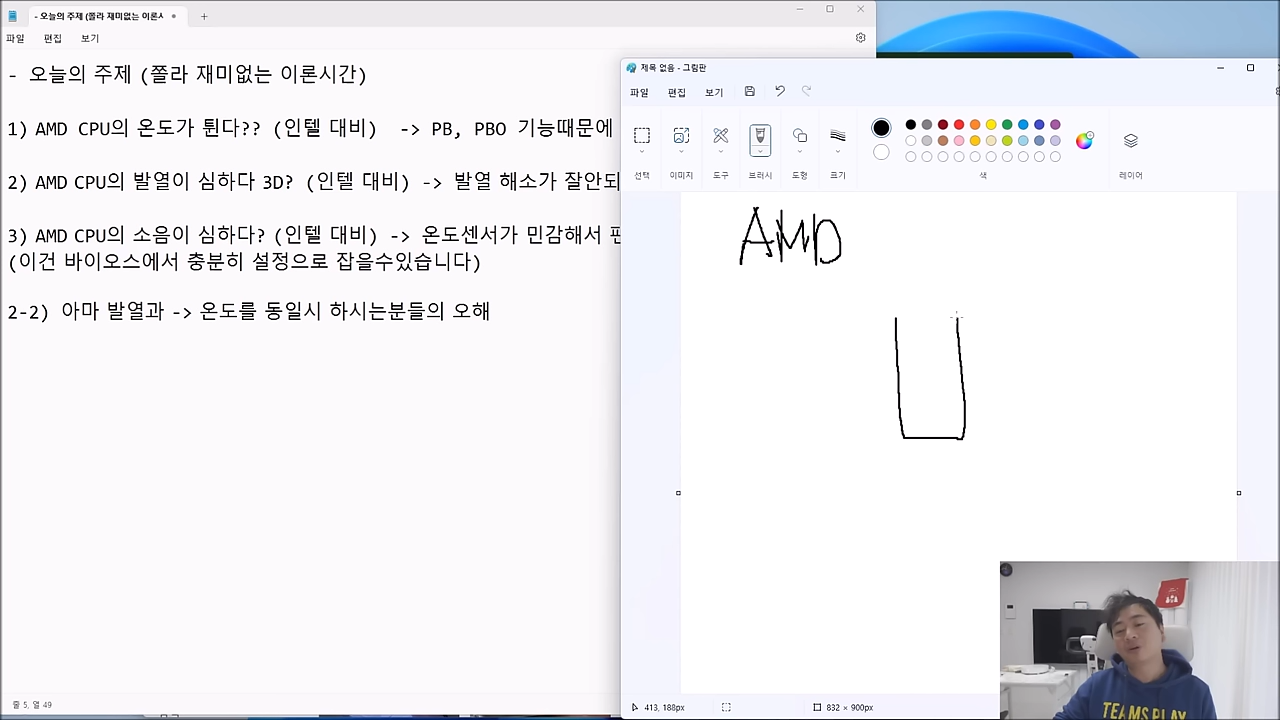 - 오늘의 주제 (쫄라 재미없는 이론시
파일
편집
보기
- 오늘의 주제 (쫄라 재미없는 이론시간)
1) AMD CPU의 온도가 튄다?? (인텔 대비) -> PB, PBO 기능때문에
2) AMD CPU의 발열이 심하다 3D? (인텔 대비) -> 발열 해소가 잘안되
3) AMD CPU의 소음이 심하다? (인텔 대비) -> 온도센서가 민감해서
(이건 바이오스에서 충분히 설정으로 잡을수있습니다)
2-2) 아마 발열과 -> 온도를 동일시 하시는분들의 오해
줄 5, 열 49
제목 없음 - 그림판
파일
편집
보기
선택
이미지
도구
브러시
도형
크기
색
레이어
AMD
413, 188px
832 × 900px
TEAMS PLAY